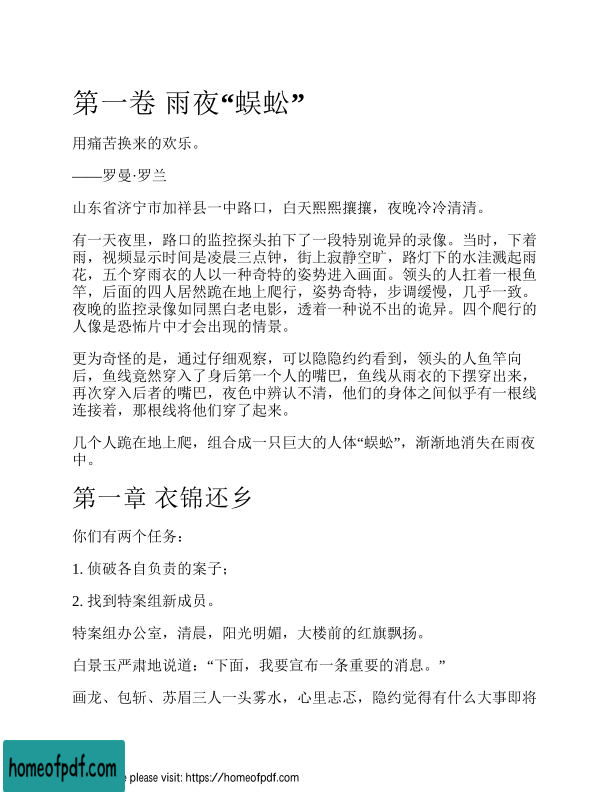 第一卷 雨夜“蜈蚣”
用痛苦换来的欢乐。
——罗曼·罗兰
山东省济宁市加祥县一中路口，白天熙熙攘攘，夜晚冷冷清清。
有一天夜里，路口的监控探头拍下了一段特别诡异的录像。当时，下着
雨，视频显示时间是凌晨三点钟，街上寂静空旷，路灯下的水洼溅起雨
花，五个穿雨衣的人以一种奇特的姿势进入画面。领头的人扛着一根鱼
竿，后面的四人居然跪在地上爬行，姿势奇特，步调缓慢，几乎一致。
夜晚的监控录像如同黑白老电影，透着一种说不出的诡异。四个爬行的
人像是恐怖片中才会出现的情景。
更为奇怪的是，通过仔细观察，可以隐隐约约看到，领头的人鱼竿向
后，鱼线竟然穿入了身后第一个人的嘴巴，鱼线从雨衣的下摆穿出来，
再次穿入后者的嘴巴，夜色中辨认不清，他们的身体之间似乎有一根线
连接着，那根线将他们穿了起来。
几个人跪在地上爬，组合成一只巨大的人体“蜈蚣”，渐渐地消失在雨夜
中。
第一章 衣锦还乡
你们有两个任务：
1. 侦破各自负责的案子；
2. 找到特案组新成员。
特案组办公室，清晨，阳光明媚，大楼前的红旗飘扬。
白景玉严肃地说道：“下面，我要宣布一条重要的消息。”
画龙、包斩、苏眉三人一头雾水，心里忐忑，隐约觉得有什么大事即将
homeofpdf.com
e please visit: https://homeofpdf.com